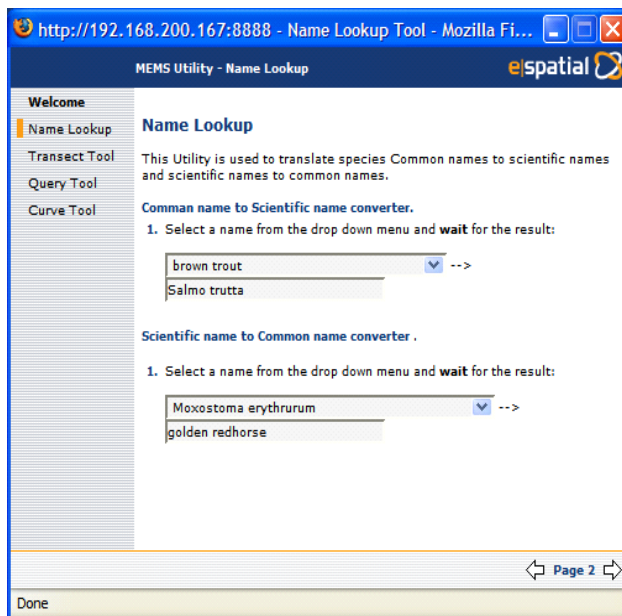 http://192.168.200.167:8888 - Name Lookup Tool - Mozilla Fi...
MEMS Utility - Name Lookup
e|spatial
Welcome
Name Lookup
Transect Tool
Query Tool
Curve Tool
Name Lookup
This Utility is used to translate species Common names to scientific names
and scientific names to common names.
Comman name to Scientific name converter.
1. Select a name from the drop down menu and wait for the result:
brown trout -->
Salmo trutta
Scientific name to Common name converter .
1. Select a name from the drop down menu and wait for the result:
Moxostoma erythrurum -->
golden redhorse
Page 2
Done